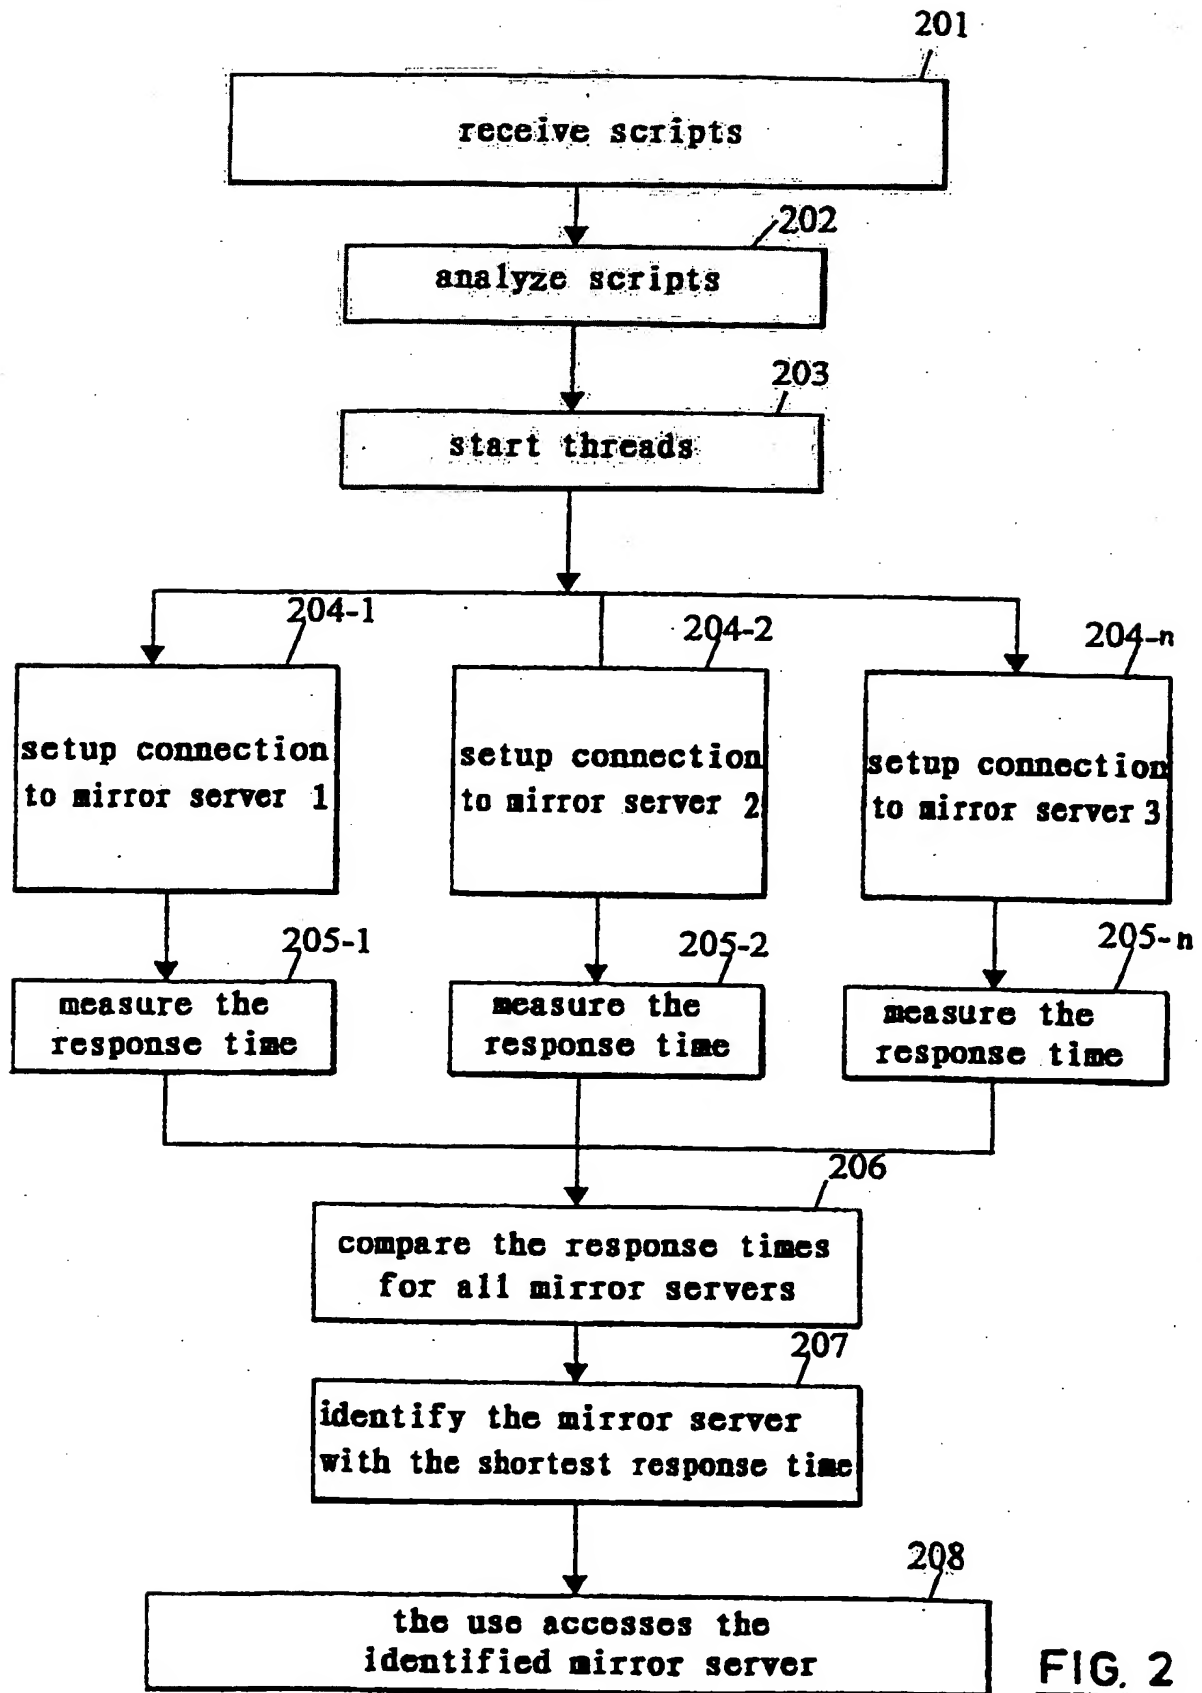 201
receive scripts
202
analyze scripts
203
start threads
204-1
204-2
204-n
setup connection
to mirror server 1
setup connection
to mirror server 2
setup connection
to mirror server 3
205-1
205-2
205-n
measure the
response time
measure the
response time
measure the
response time
206
compare the response times
for all mirror servers
207
identify the mirror server
with the shortest response time
208
the use accesses the
identified mirror server
FIG. 2